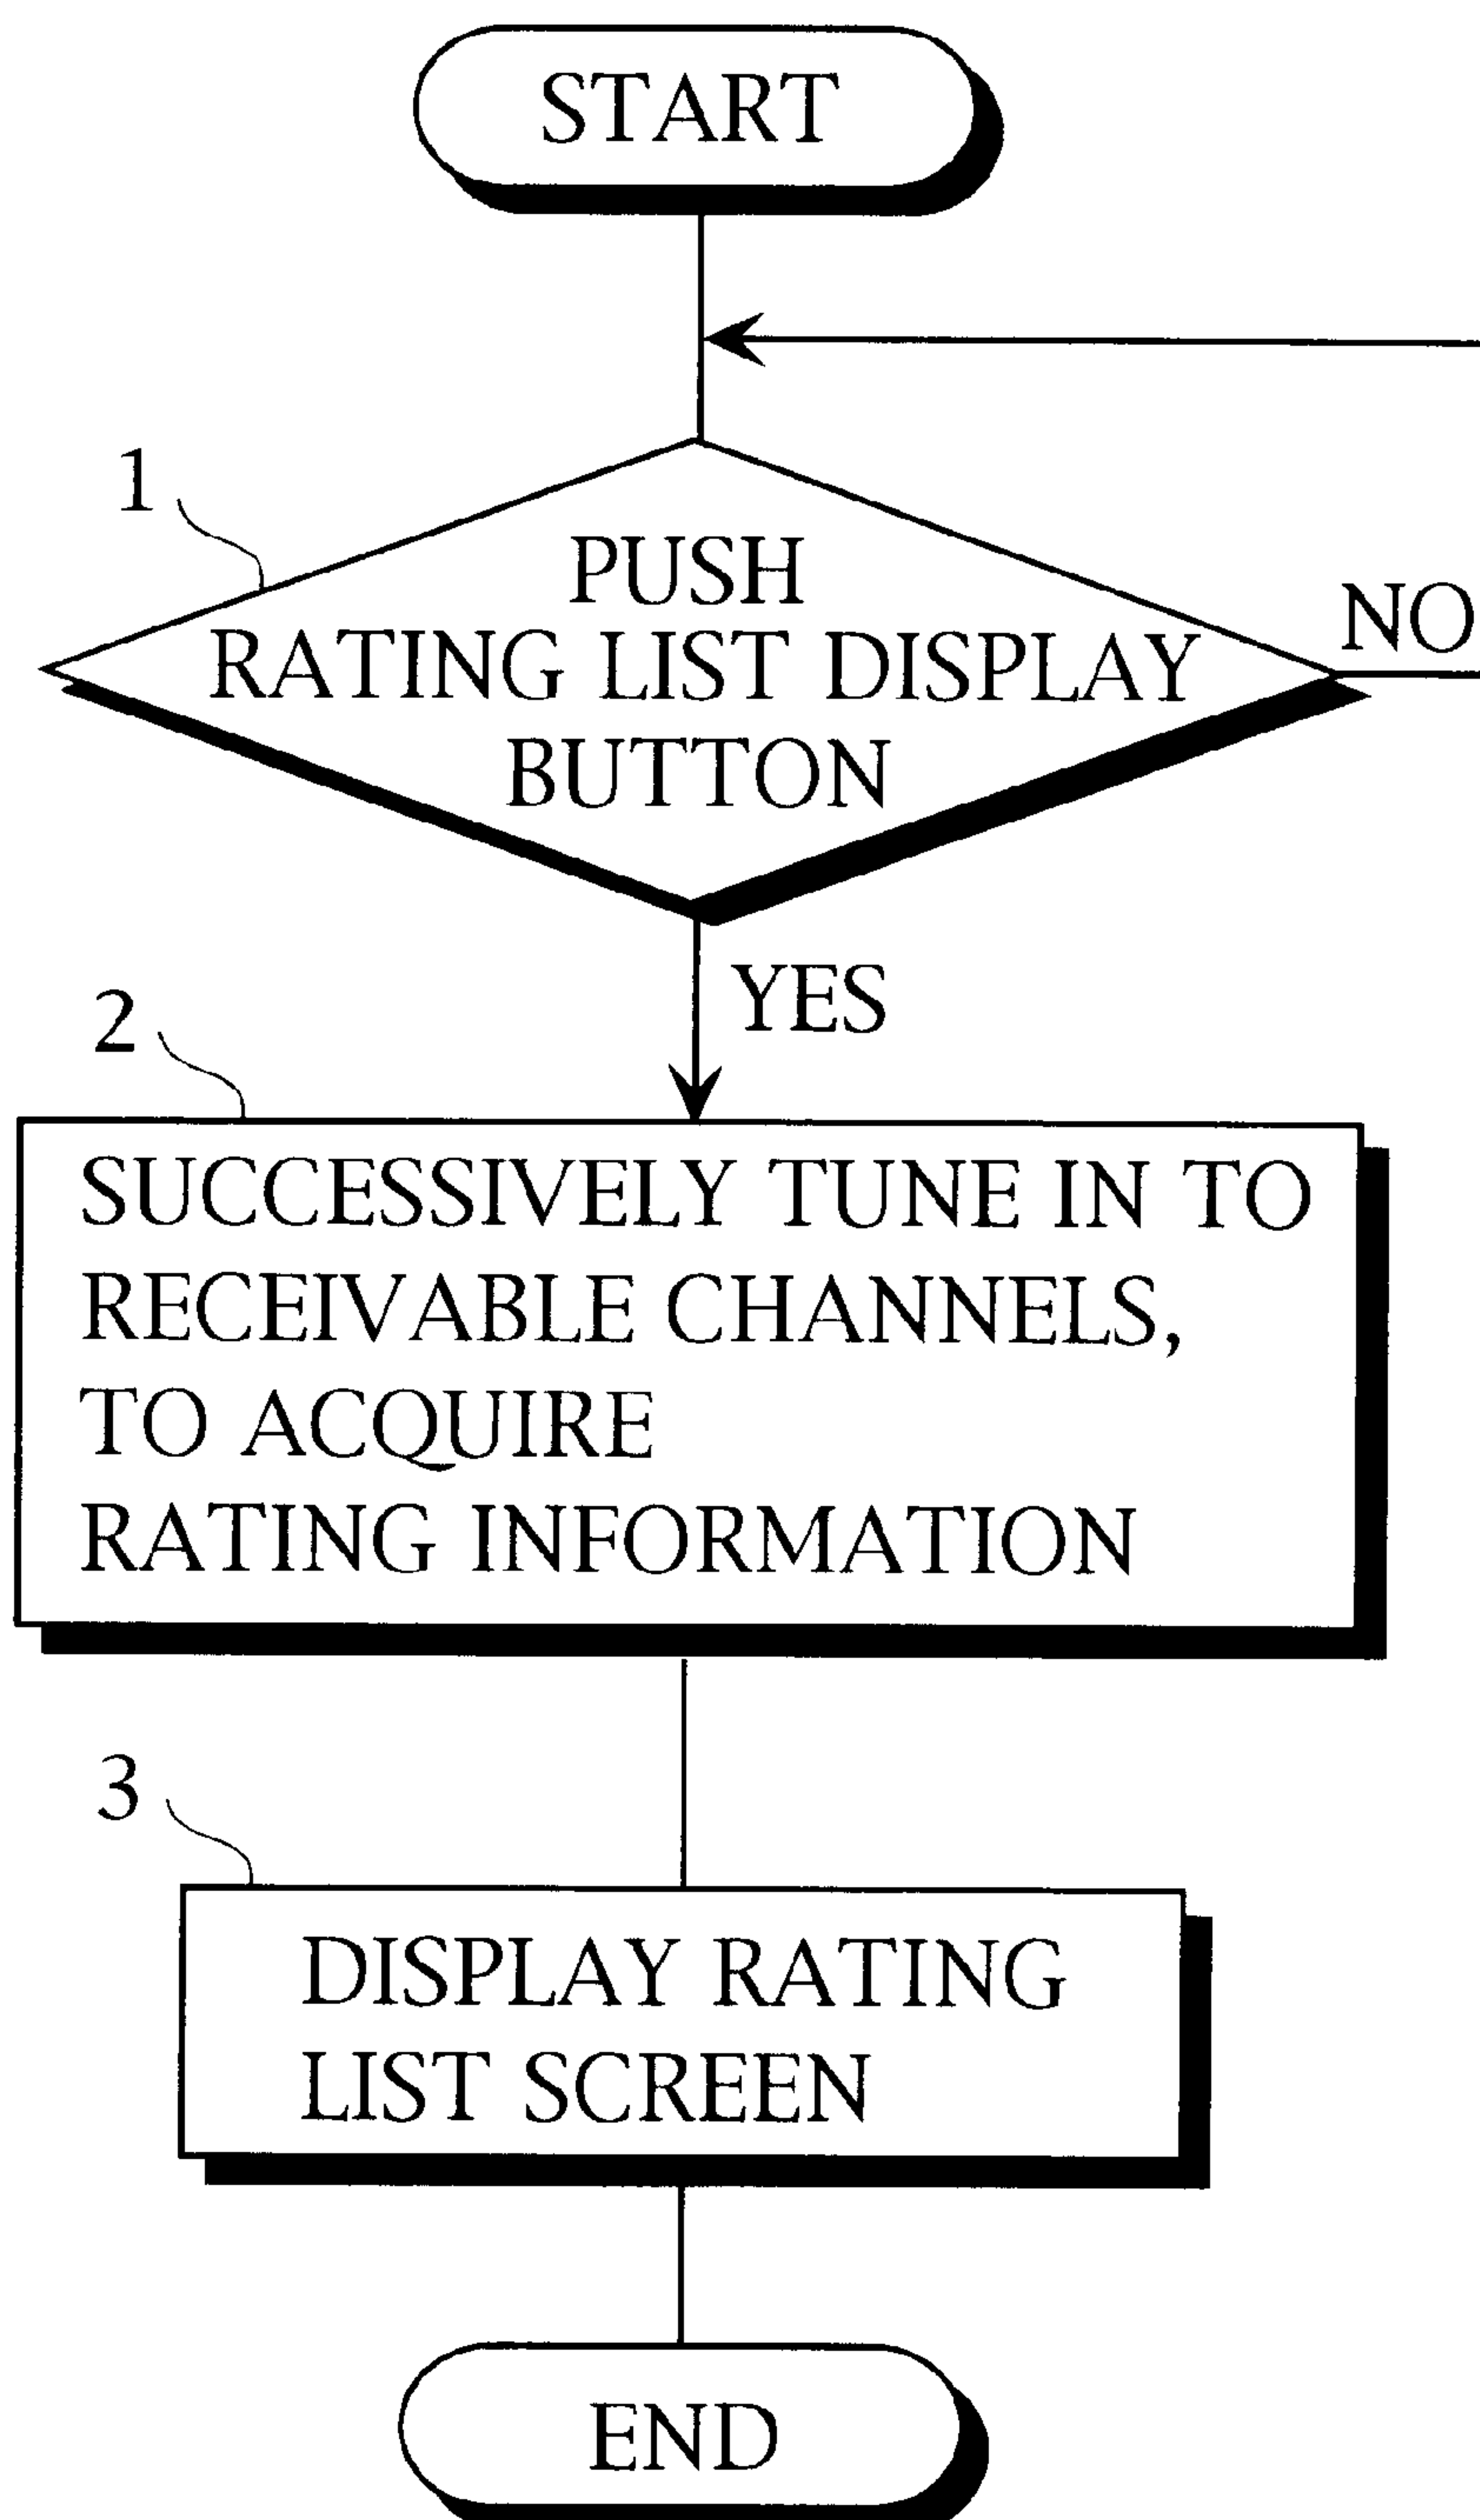 START
1
PUSH
RATING LIST DISPLAY
BUTTON
NO
YES
2
SUCCESSIVELY TUNE IN TO
RECEIVABLE CHANNELS,
TO ACQUIRE
RATING INFORMATION
3
DISPLAY RATING
LIST SCREEN
END